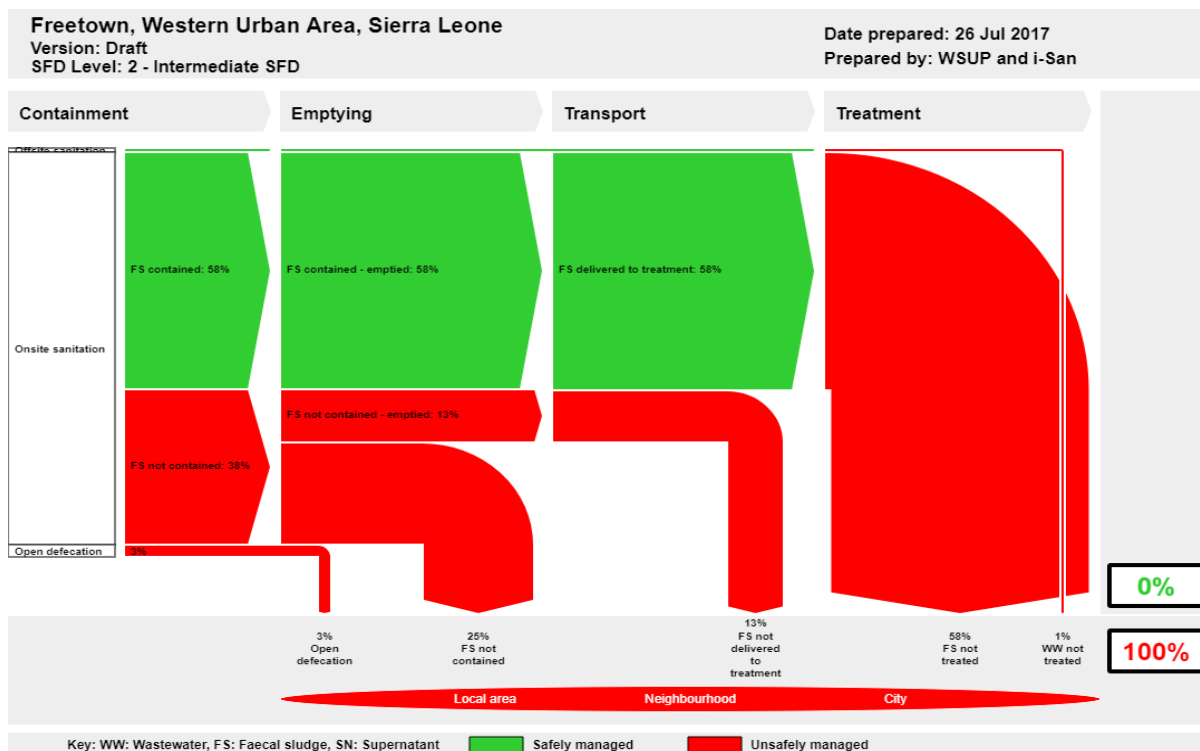 Freetown, Western Urban Area, Sierra Leone
Version: Draft
SFD Level: 2 - Intermediate SFD
Date prepared: 26 Jul 2017
Prepared by: WSUP and i-San
Containment
Emptying
Transport
Treatment
Offsite sanitation
FS contained: 58%
FS contained - emptied: 58%
FS delivered to treatment: 58%
Onsite sanitation
FS not contained - emptied: 13%
FS not contained: 38%
Open defecation
3%
0%
3%
Open
defecation
25%
FS not
contained
13%
FS not
delivered
to
treatment
58%
FS not
treated
1%
WW not
treated
100%
Local area
Neighbourhood
City
Key: WW: Wastewater, FS: Faecal sludge, SN: Supernatant
Safely managed
Unsafely managed